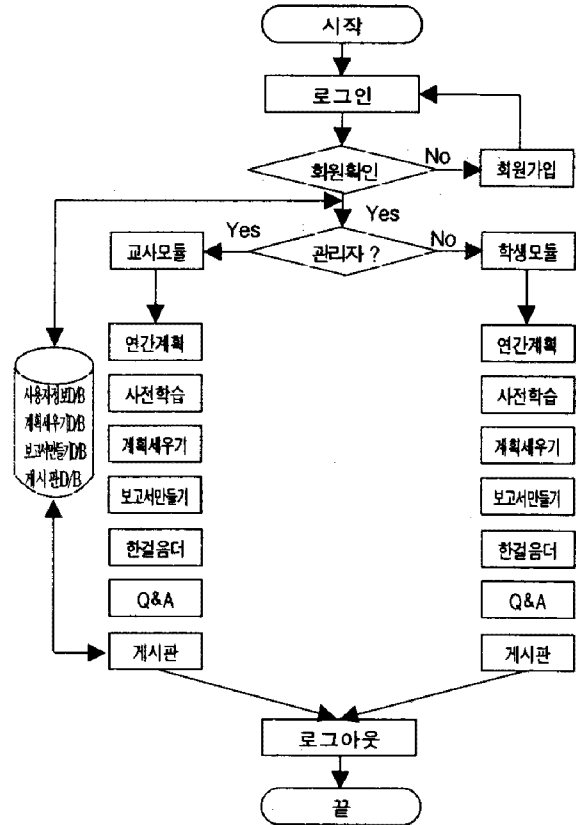 시작
로그인
회원확인
No
회원가입
Yes
교사모듈
Yes
관리자 ?
No
학생모듈
연간계획
사전학습
계획세우기
보고서만들기
한걸음더
Q&A
게시판
사용자정보D/B
계획세우기D/B
보고서만들기D/B
게시판D/B
연간계획
사전학습
계획세우기
보고서만들기
한걸음더
Q&A
게시판
로그아웃
끝